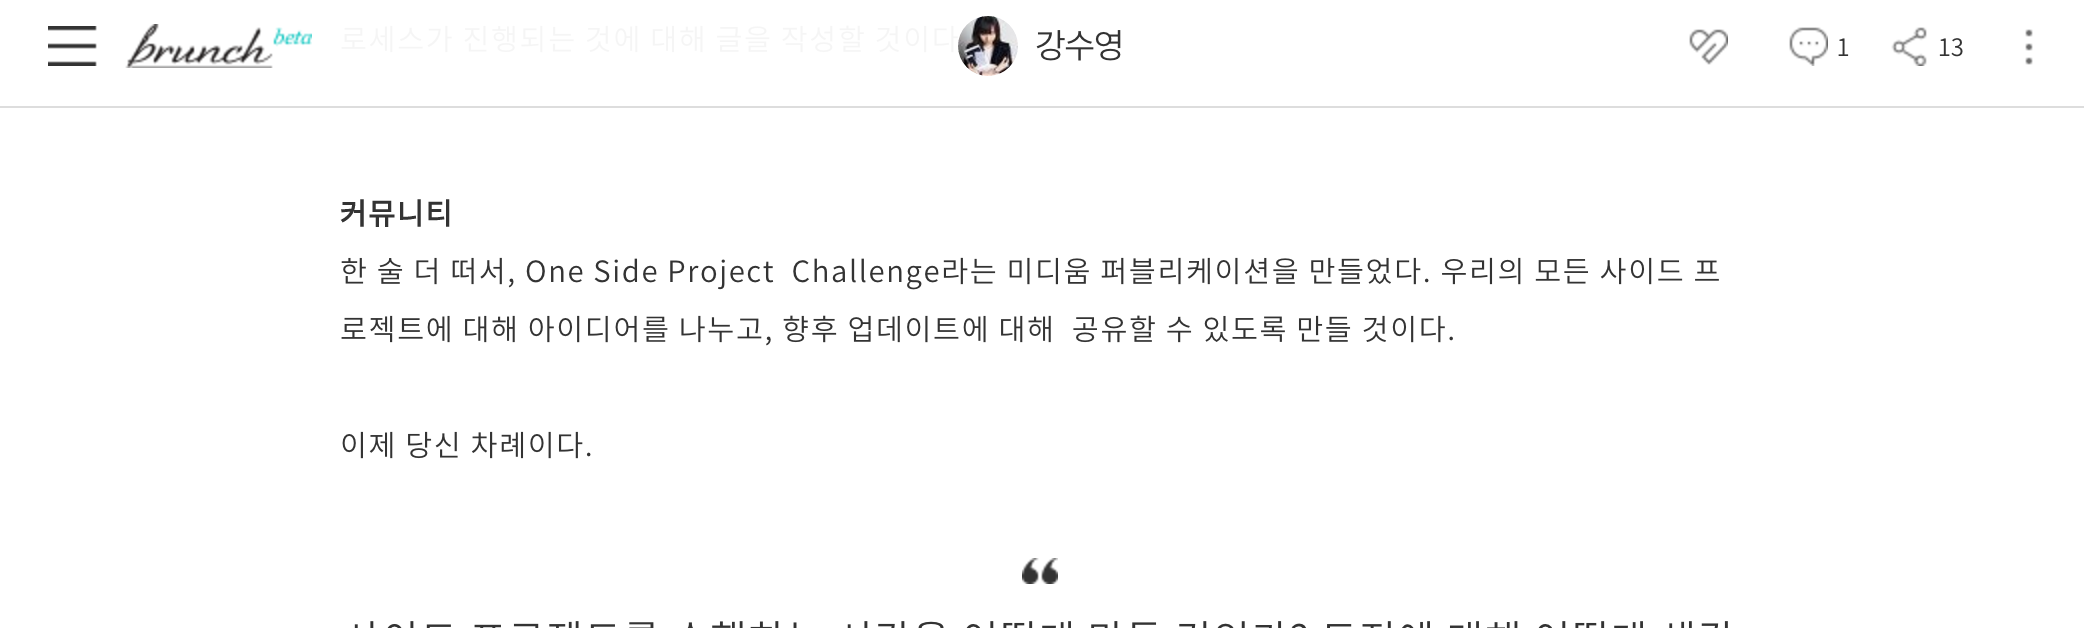 brunch beta 로세스가 진행되는 것에 대해 글을 작성할 것이다 강수영 1 13
커뮤니티
한 술 더 떠서, One Side Project Challenge라는 미디움 퍼블리케이션을 만들었다. 우리의 모든 사이드 프
로젝트에 대해 아이디어를 나누고, 향후 업데이트에 대해 공유할 수 있도록 만들 것이다.
이제 당신 차례이다.
“